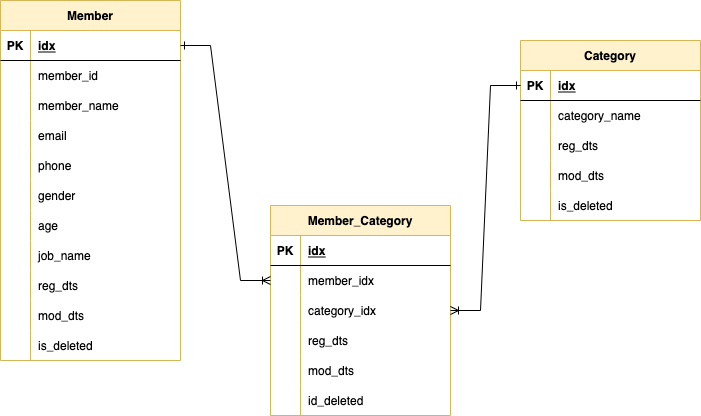 Member
PK idx
member_id
member_name
email
phone
gender
age
job_name
reg_dts
mod_dts
is_deleted
Category
PK idx
category_name
reg_dts
mod_dts
is_deleted
Member_Category
PK idx
member_idx
category_idx
reg_dts
mod_dts
id_deleted